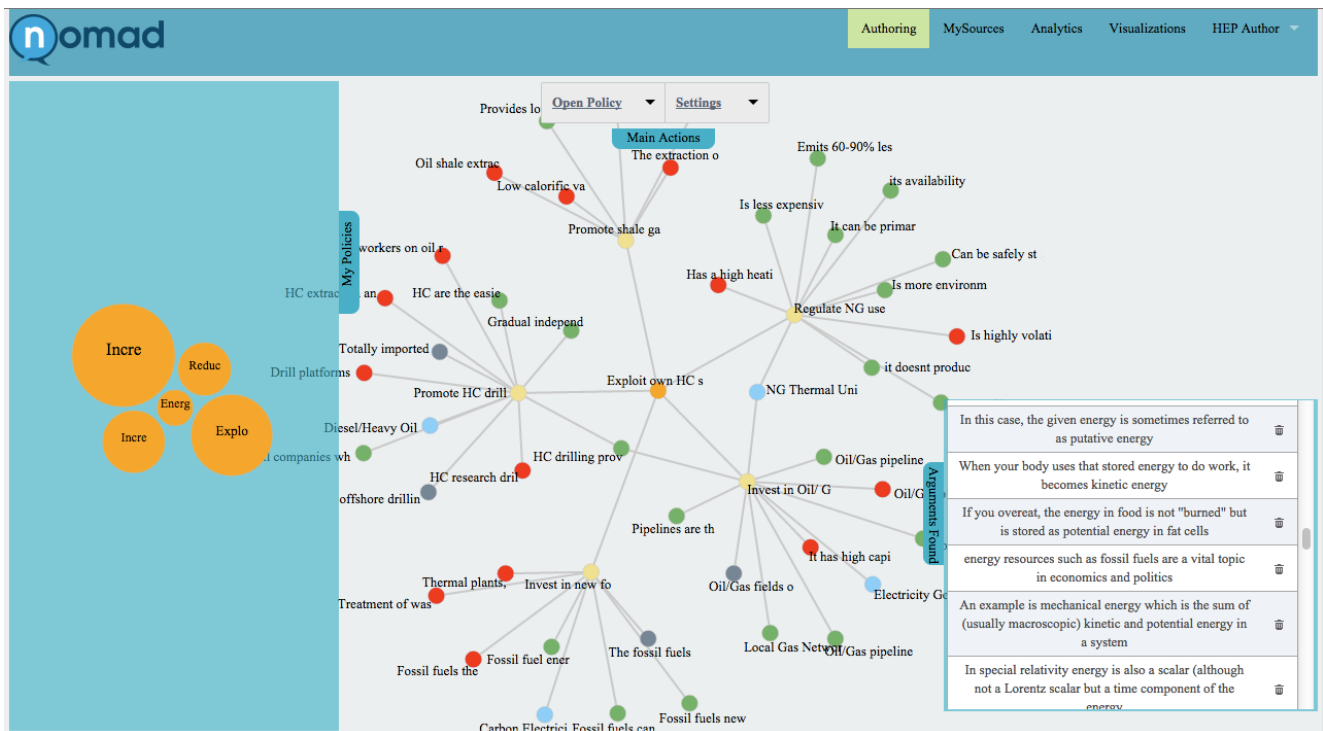 nomad
Authoring MySources Analytics Visualizations HEP Author
Open Policy Settings
Main Actions
Provides lo
The extraction o
Oil shale extrac
Low calorific va
Promote shale ga
Emits 60-90% les
its availability
Is less expensiv
It can be primar
Can be safely st
Has a high heati
Is more environm
Regulate NG use
Is highly volati
it doesnt produc
My Policies
workers on oil r
HC extrac an
HC are the easie
Gradual independ
Totally imported
Drill platforms
Promote HC drill
Exploit own HC s
NG Thermal Uni
Diesel/Heavy Oil
l companies wh
HC drilling prov
HC research dril
offshore drillin
Incre
Reduc
Energ
Incre
Explo
Oil/Gas pipeline
Invest in Oil/ G
Oil/G
Pipelines are th
It has high capi
Oil/Gas fields o
Electricity Ge
Local Gas Networ
Oil/Gas pipeline
Thermal plants,
Invest in new fo
Treatment of was
Fossil fuels the
Fossil fuel ener
The fossil fuels
Fossil fuels new
Carbon Electrici
Fossil fuels can
Arguments Found
In this case, the given energy is sometimes referred to
as putative energy
When your body uses that stored energy to do work, it
becomes kinetic energy
If you overeat, the energy in food is not "burned" but
is stored as potential energy in fat cells
energy resources such as fossil fuels are a vital topic
in economics and politics
An example is mechanical energy which is the sum of
(usually macroscopic) kinetic and potential energy in
a system
In special relativity energy is also a scalar (although
not a Lorentz scalar but a time component of the
energy